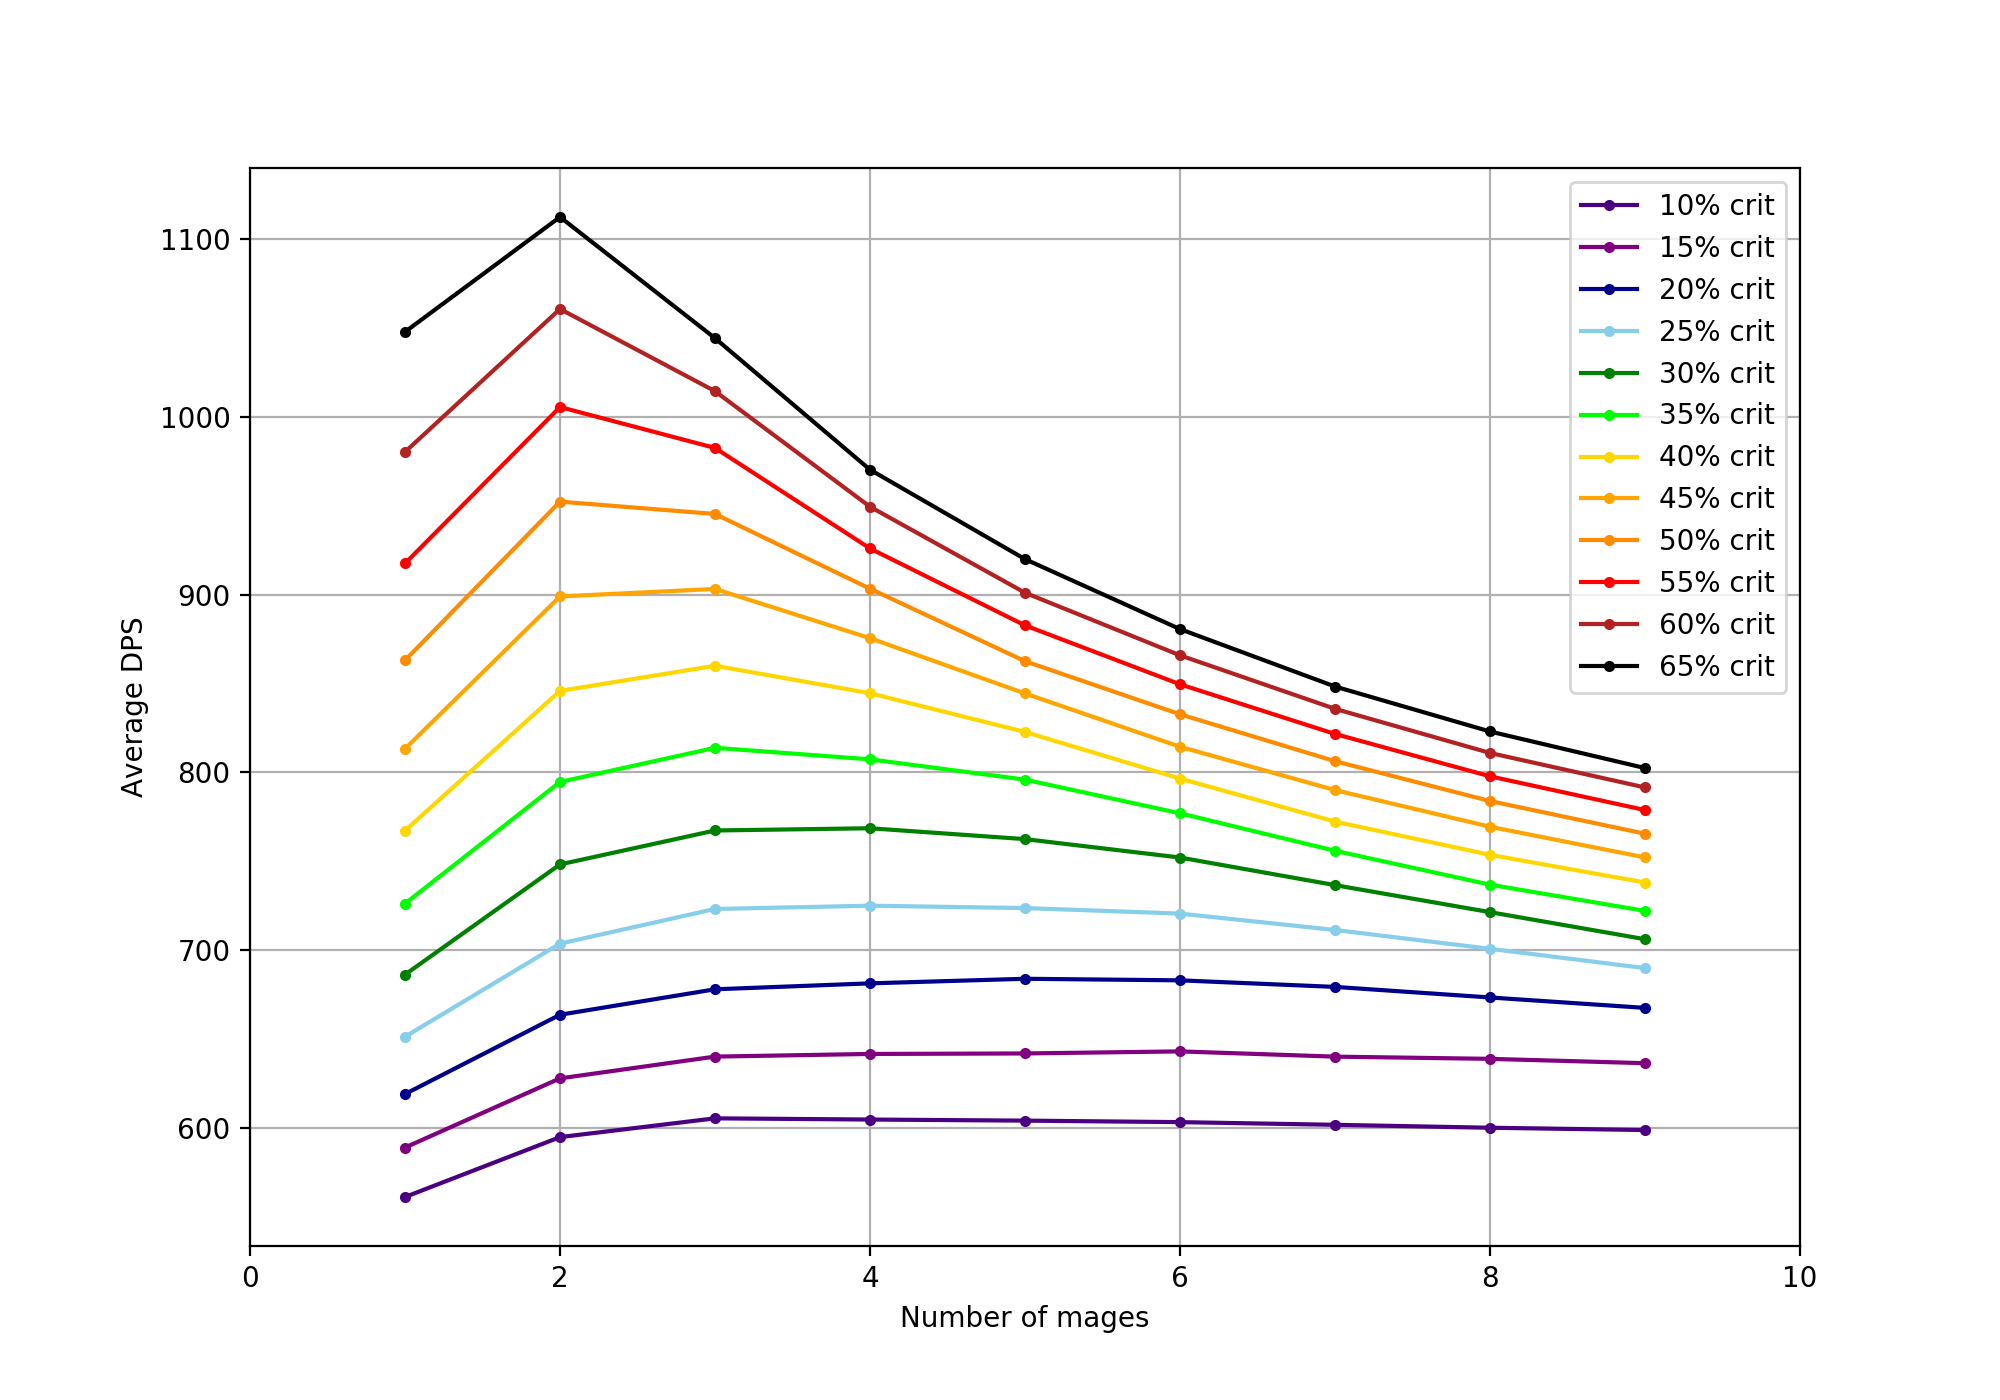 1100
1000
900
800
700
600
Average DPS
0 2 4 6 8 10
Number of mages
10% crit
15% crit
20% crit
25% crit
30% crit
35% crit
40% crit
45% crit
50% crit
55% crit
60% crit
65% crit